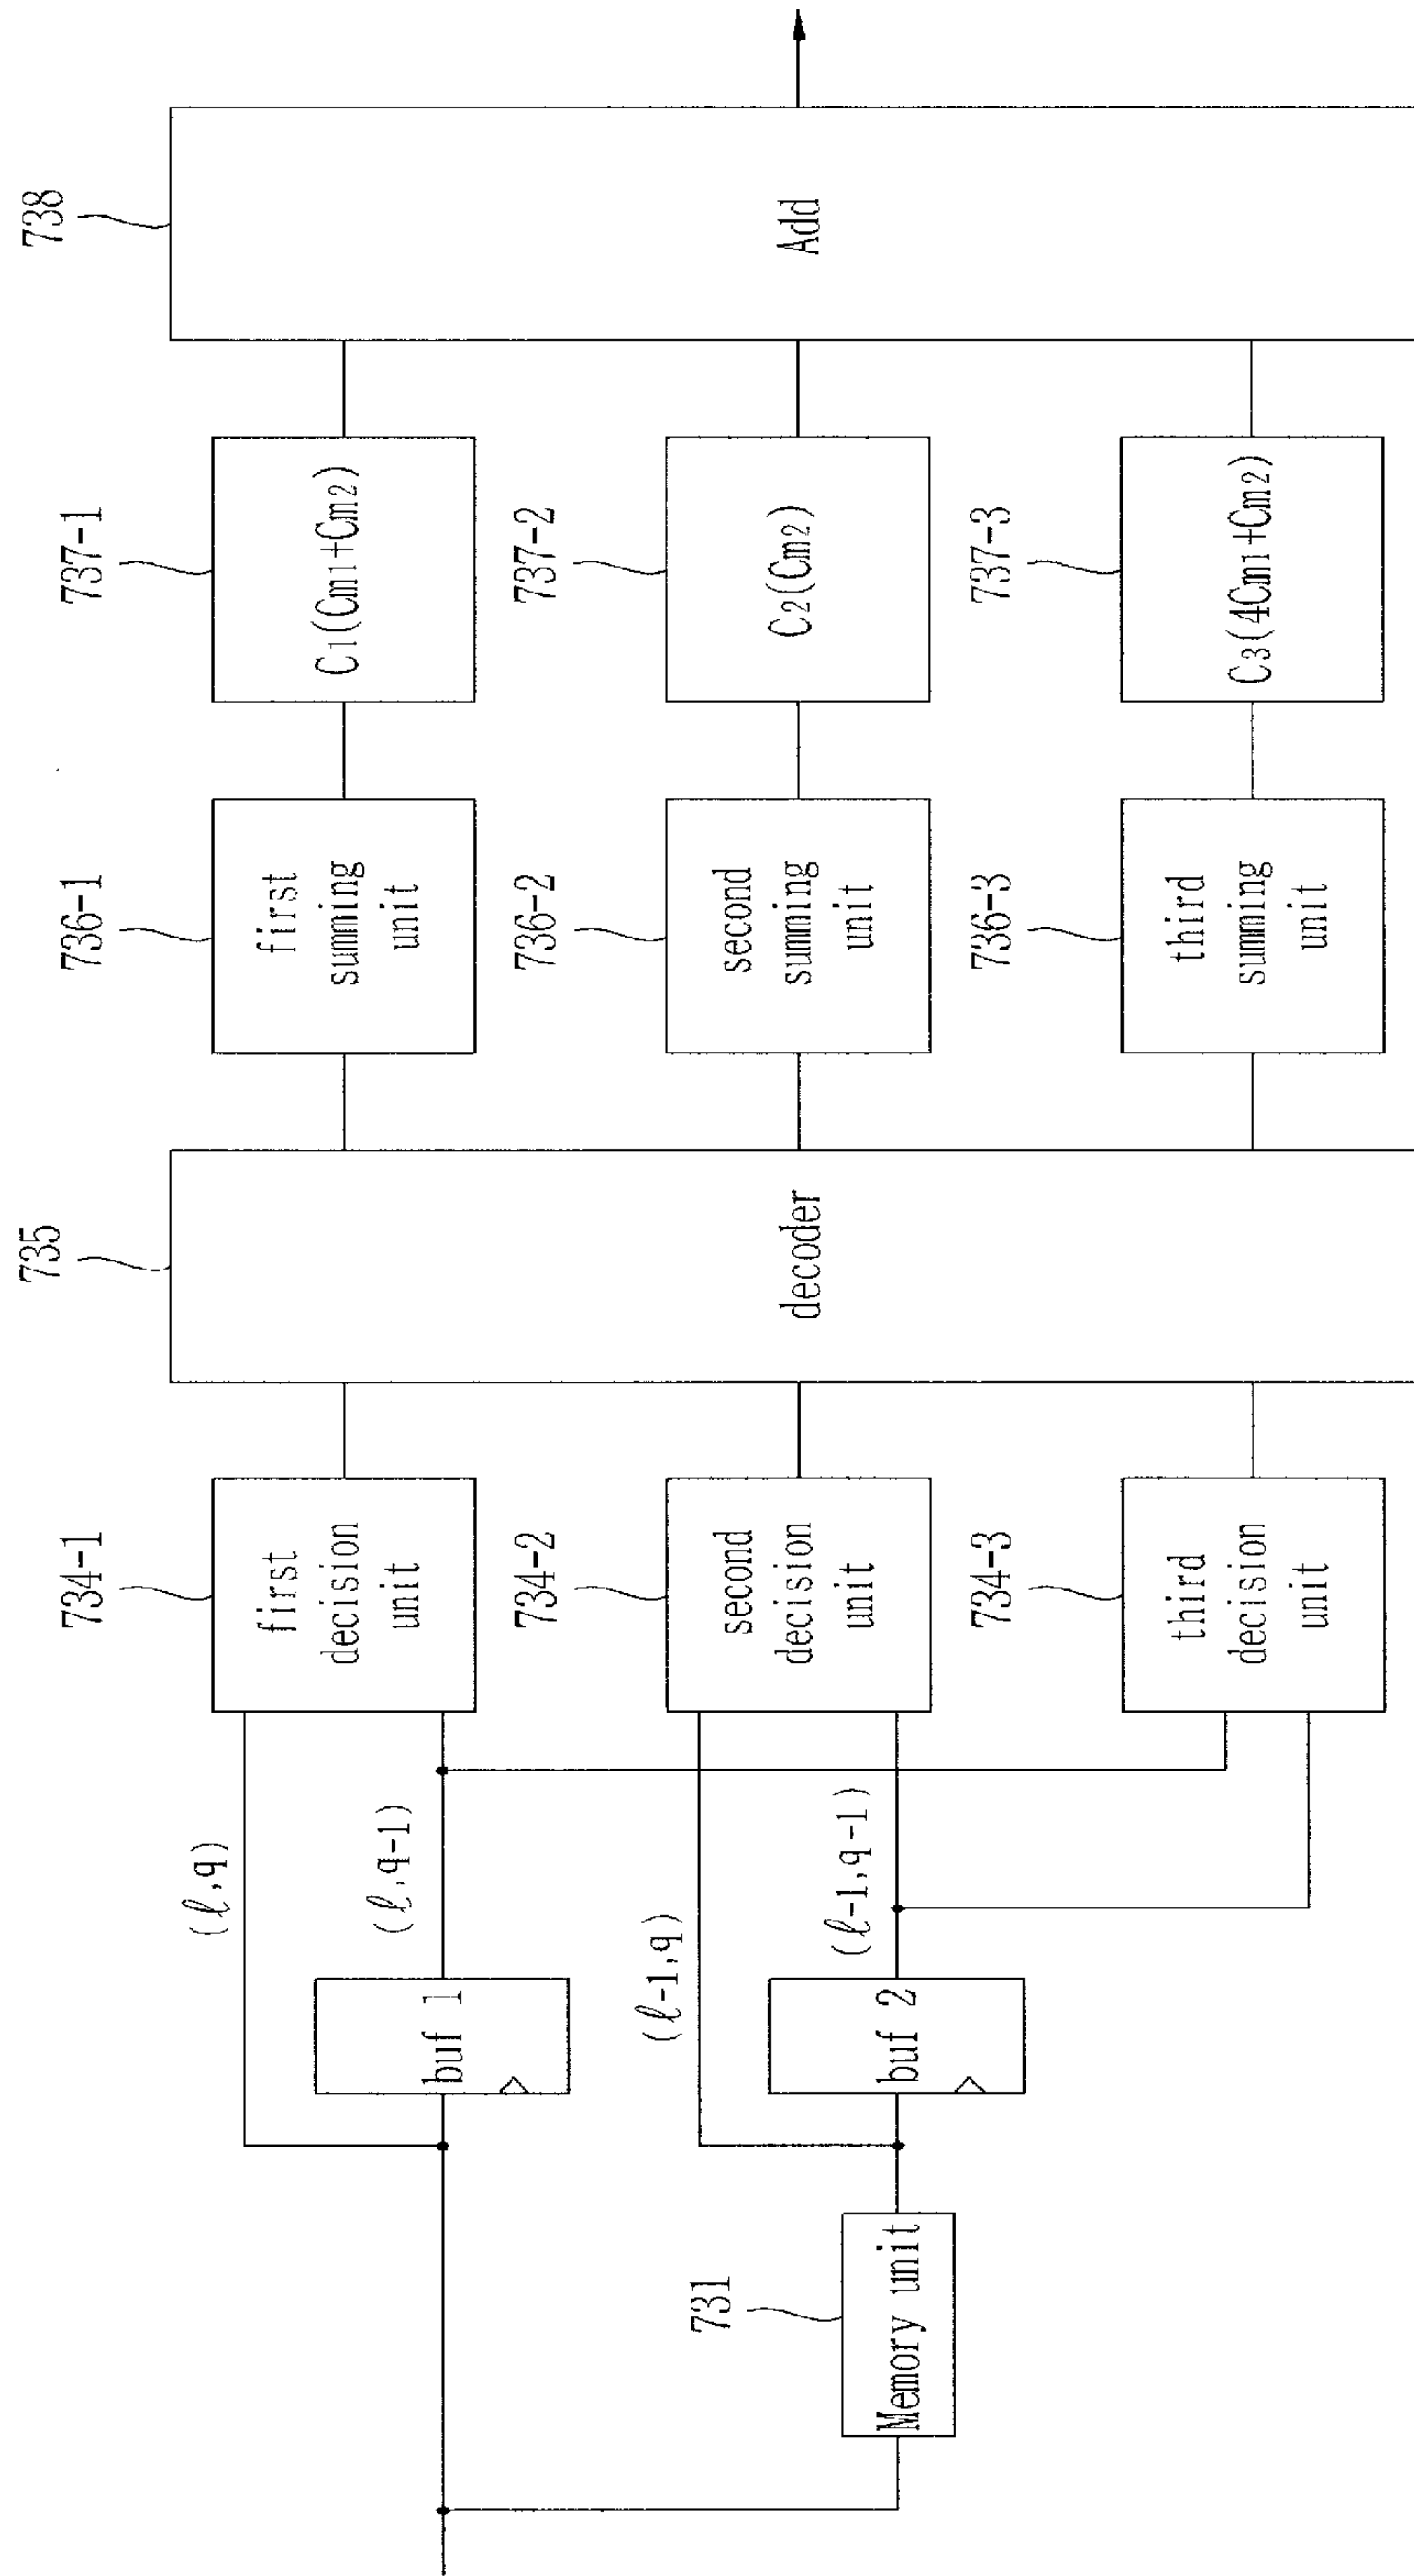 731
Memory unit
buf 1
buf 2
(ℓ,q)
(ℓ,q-1)
(ℓ-1,q)
(ℓ-1,q-1)
734-1
first
decision
unit
734-2
second
decision
unit
734-3
third
decision
unit
735
decoder
736-1
first
summing
unit
736-2
second
summing
unit
736-3
third
summing
unit
737-1
C1(Cm1+Cm2)
737-2
C2(Cm2)
737-3
C3(4Cm1+Cm2)
738
Add